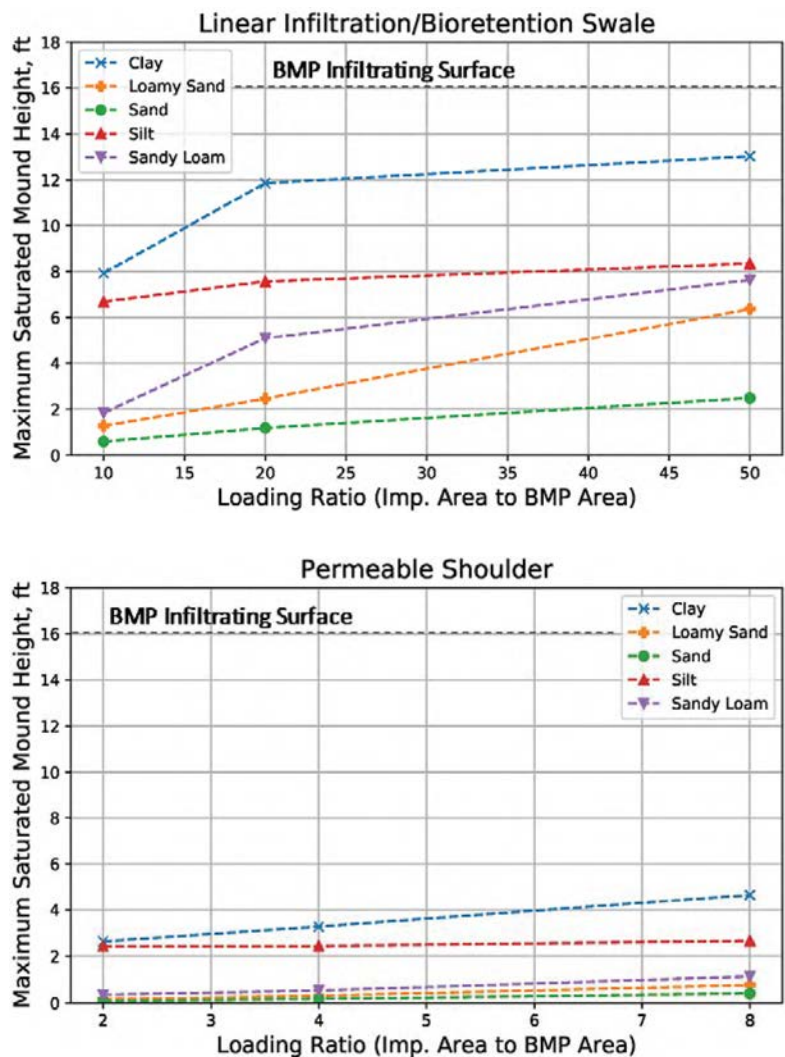 Linear Infiltration/Bioretention Swale
18
Clay
Loamy Sand
Sand
Silt
Sandy Loam
BMP Infiltrating Surface
16
14
12
10
8
6
4
2
0
Maximum Saturated Mound Height, ft
10 15 20 25 30 35 40 45 50
Loading Ratio (Imp. Area to BMP Area)
Permeable Shoulder
18
BMP Infiltrating Surface
Clay
Loamy Sand
Sand
Silt
Sandy Loam
16
14
12
10
8
6
4
2
0
Maximum Saturated Mound Height, ft
2 3 4 5 6 7 8
Loading Ratio (Imp. Area to BMP Area)